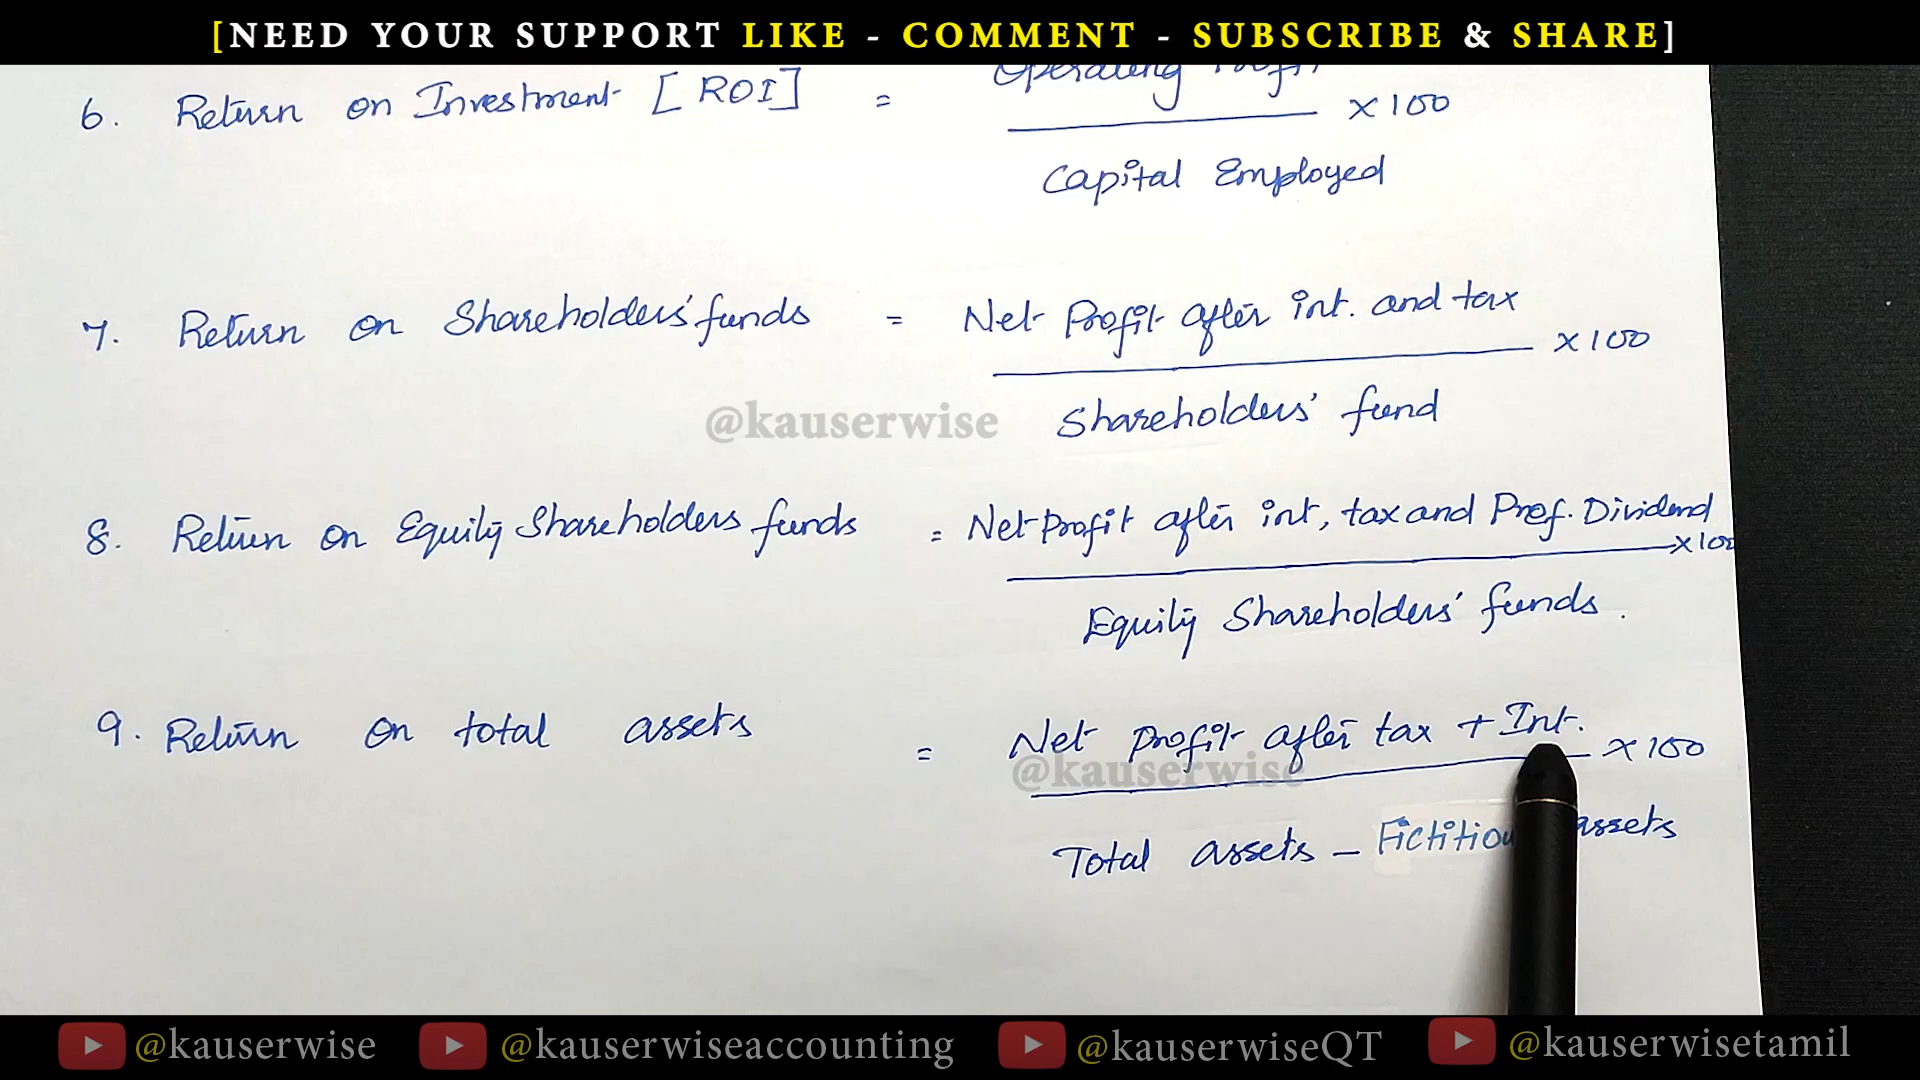 [NEED YOUR SUPPORT LIKE - COMMENT - SUBSCRIBE & SHARE]
6. Return on Investment [ROI] = Operating Profit × 100
Capital Employed
7. Return on Shareholders' funds = Net Profit after int. and tax × 100
@kauserwise
Shareholders' fund
8. Return on Equity Shareholders funds = Net Profit after int, tax and Pref. Dividend × 100
Equity Shareholders' funds.
9. Return on total assets = Net Profit after tax + Int. × 100
@kauserwise
Total assets - Fictitiou assets
@kauserwise @kauserwiseaccounting @kauserwiseQT @kauserwisetamil